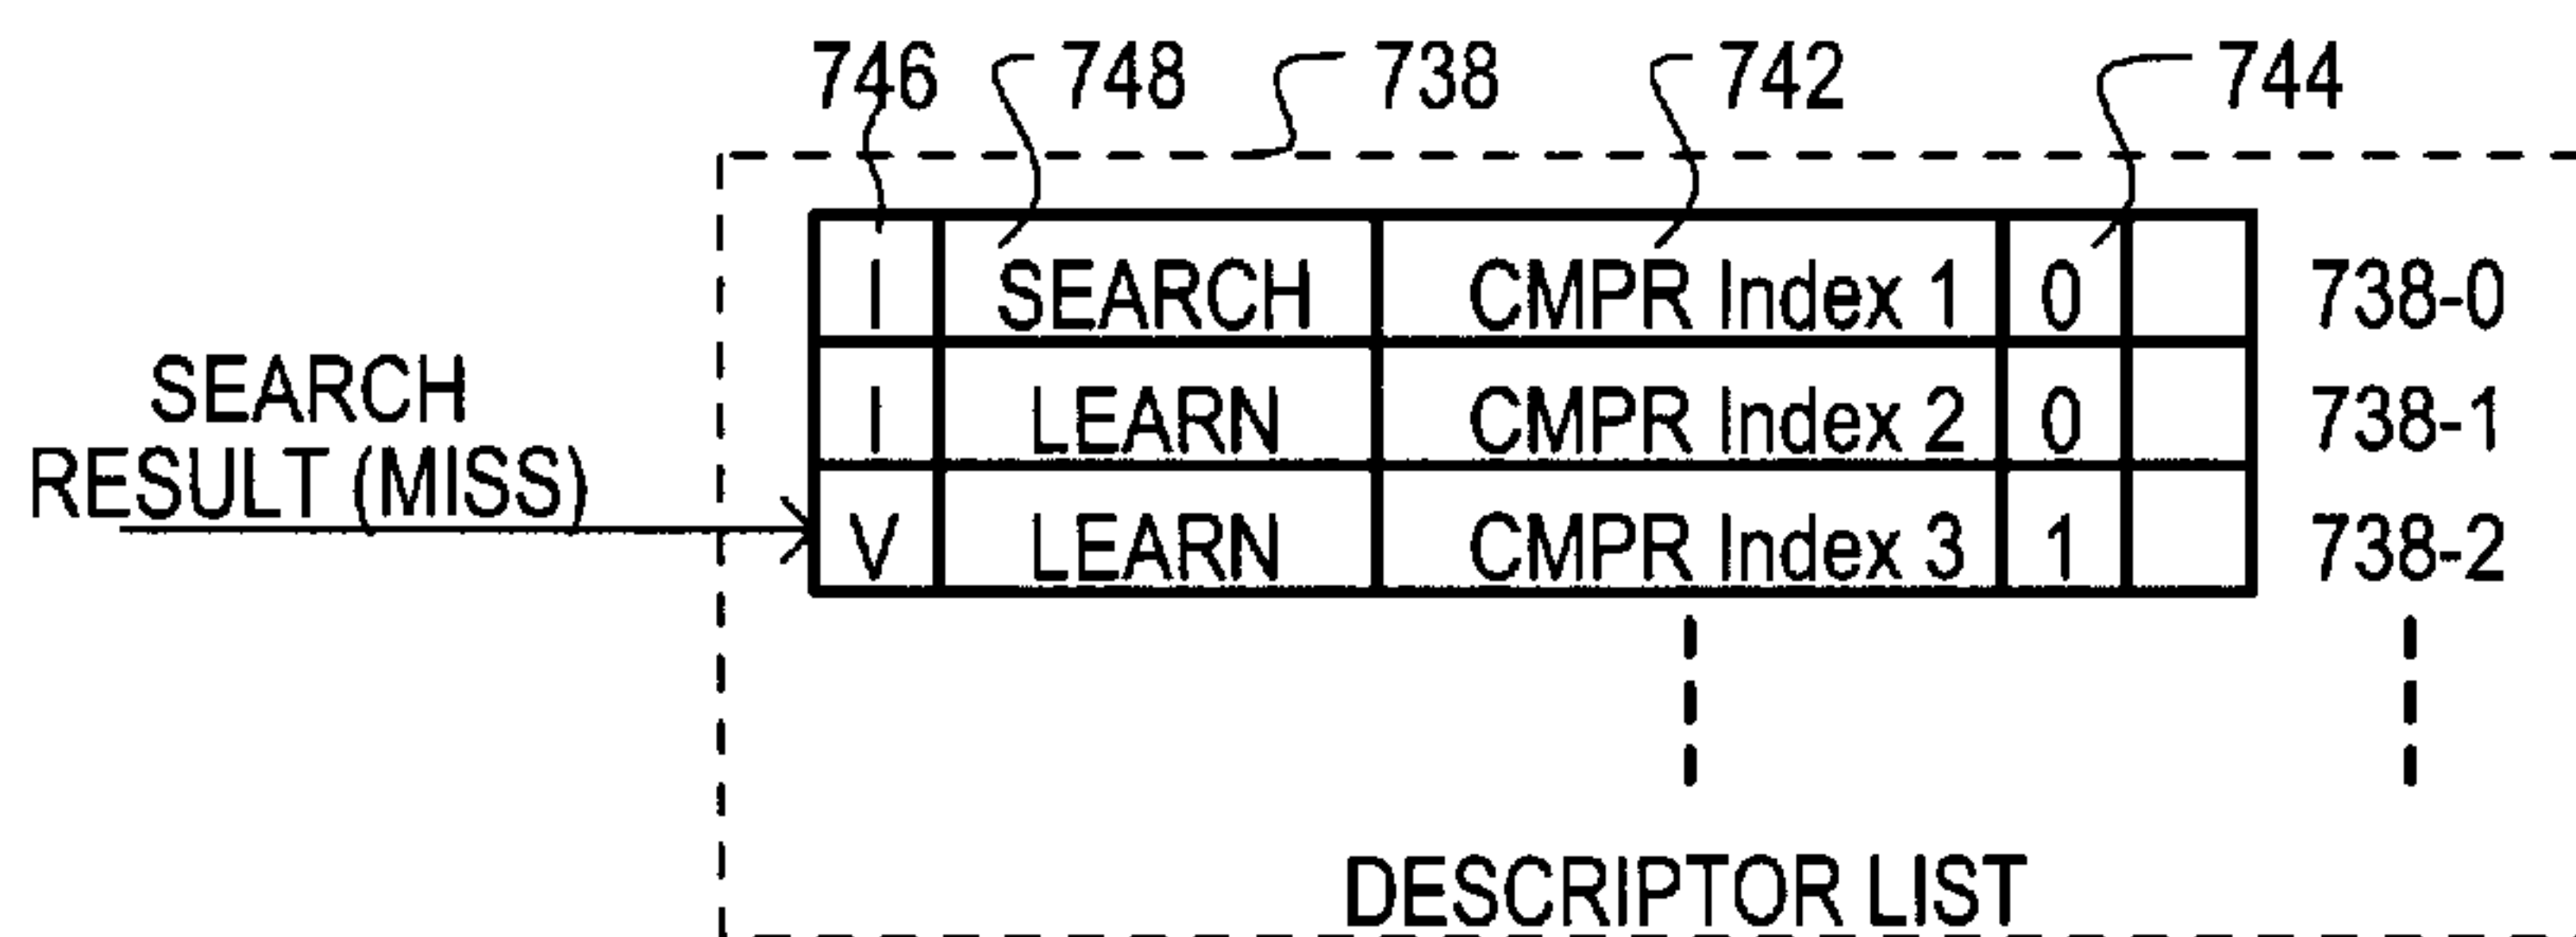 746 748 738 742 744
I SEARCH CMPR Index 1 0 738-0
I LEARN CMPR Index 2 0 738-1
V LEARN CMPR Index 3 1 738-2
SEARCH
RESULT (MISS)
DESCRIPTOR LIST